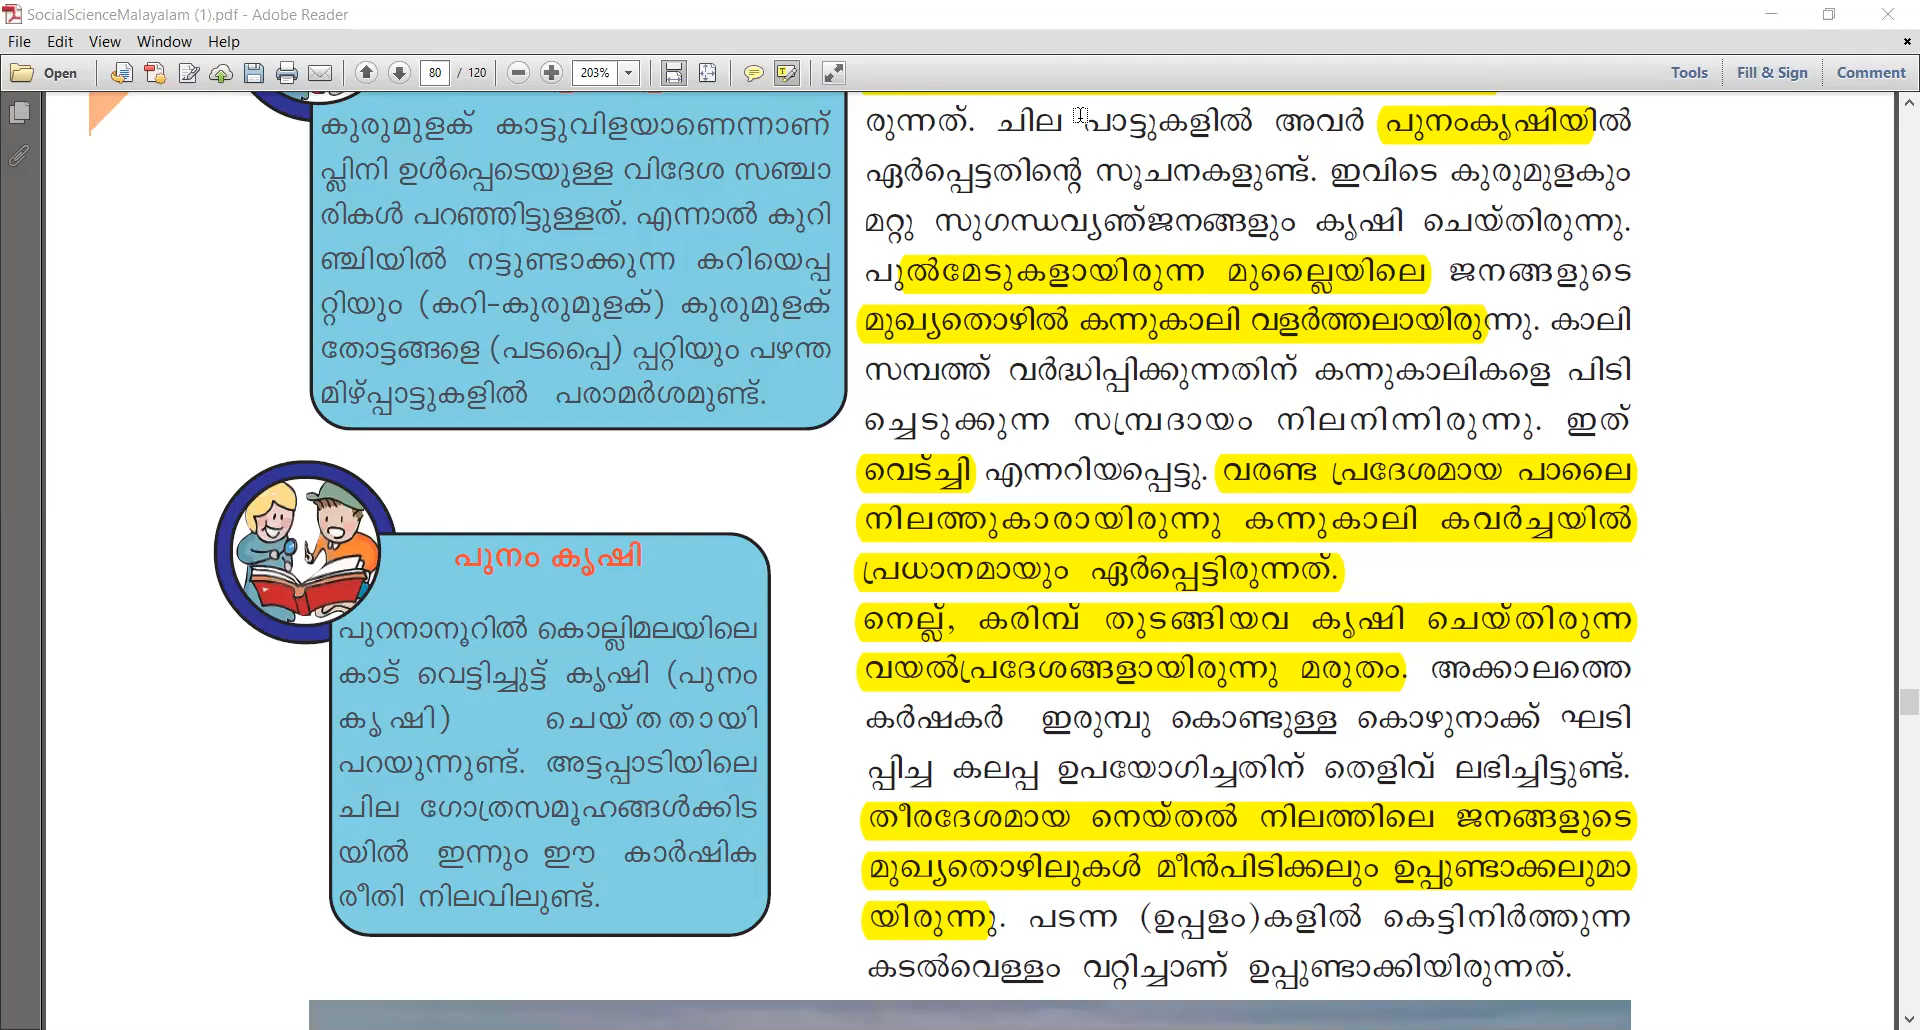 SocialScienceMalayalam (1).pdf - Adobe Reader
File Edit View Window Help
Open 80 / 120 203% Tools Fill & Sign Comment
കുരുമുളക് കാട്ടുവിളയാണെന്നാണ്
പ്ലിനി ഉൾപ്പെടെയുള്ള വിദേശ സഞ്ചാ
രികൾ പറഞ്ഞിട്ടുള്ളത്. എന്നാൽ കുറി
ഞ്ചിയിൽ നട്ടുണ്ടാക്കുന്ന കറിയെപ്പ
റ്റിയും (കറി-കുരുമുളക്) കുരുമുളക്
തോട്ടങ്ങളെ (പടപ്പൈ) പ്പറ്റിയും പഴന്ത
മിഴ്പ്പാട്ടുകളിൽ പരാമർശമുണ്ട്.
പുനം കൃഷി
പുറനാനൂറിൽ കൊല്ലിമലയിലെ
കാട് വെട്ടിച്ചുട്ട് കൃഷി (പുനം
കൃഷി) ചെയ്തതായി
പറയുന്നുണ്ട്. അട്ടപ്പാടിയിലെ
ചില ഗോത്രസമൂഹങ്ങൾക്കിട
യിൽ ഇന്നും ഈ കാർഷിക
രീതി നിലവിലുണ്ട്.
രുന്നത്. ചില പാട്ടുകളിൽ അവർ പുനംകൃഷിയിൽ
ഏർപ്പെട്ടതിന്റെ സൂചനകളുണ്ട്. ഇവിടെ കുരുമുളകും
മറ്റു സുഗന്ധവ്യഞ്ജനങ്ങളും കൃഷി ചെയ്തിരുന്നു.
പുൽമേടുകളായിരുന്ന മുല്ലൈയിലെ ജനങ്ങളുടെ
മുഖ്യതൊഴിൽ കന്നുകാലി വളർത്തലായിരുന്നു. കാലി
സമ്പത്ത് വർദ്ധിപ്പിക്കുന്നതിന് കന്നുകാലികളെ പിടി
ച്ചെടുക്കുന്ന സമ്പ്രദായം നിലനിന്നിരുന്നു. ഇത്
വെട്ച്ചി എന്നറിയപ്പെട്ടു. വരണ്ട പ്രദേശമായ പാലൈ
നിലത്തുകാരായിരുന്നു കന്നുകാലി കവർച്ചയിൽ
പ്രധാനമായും ഏർപ്പെട്ടിരുന്നത്.
നെല്ല്, കരിമ്പ് തുടങ്ങിയവ കൃഷി ചെയ്തിരുന്ന
വയൽപ്രദേശങ്ങളായിരുന്നു മരുതം. അക്കാലത്തെ
കർഷകർ ഇരുമ്പു കൊണ്ടുള്ള കൊഴുനാക്ക് ഘടി
പ്പിച്ച കലപ്പ ഉപയോഗിച്ചതിന് തെളിവ് ലഭിച്ചിട്ടുണ്ട്.
തീരദേശമായ നെയ്തൽ നിലത്തിലെ ജനങ്ങളുടെ
മുഖ്യതൊഴിലുകൾ മീൻപിടിക്കലും ഉപ്പുണ്ടാക്കലുമാ
യിരുന്നു. പടന്ന (ഉപ്പളം)കളിൽ കെട്ടിനിർത്തുന്ന
കടൽവെള്ളം വറ്റിച്ചാണ് ഉപ്പുണ്ടാക്കിയിരുന്നത്.